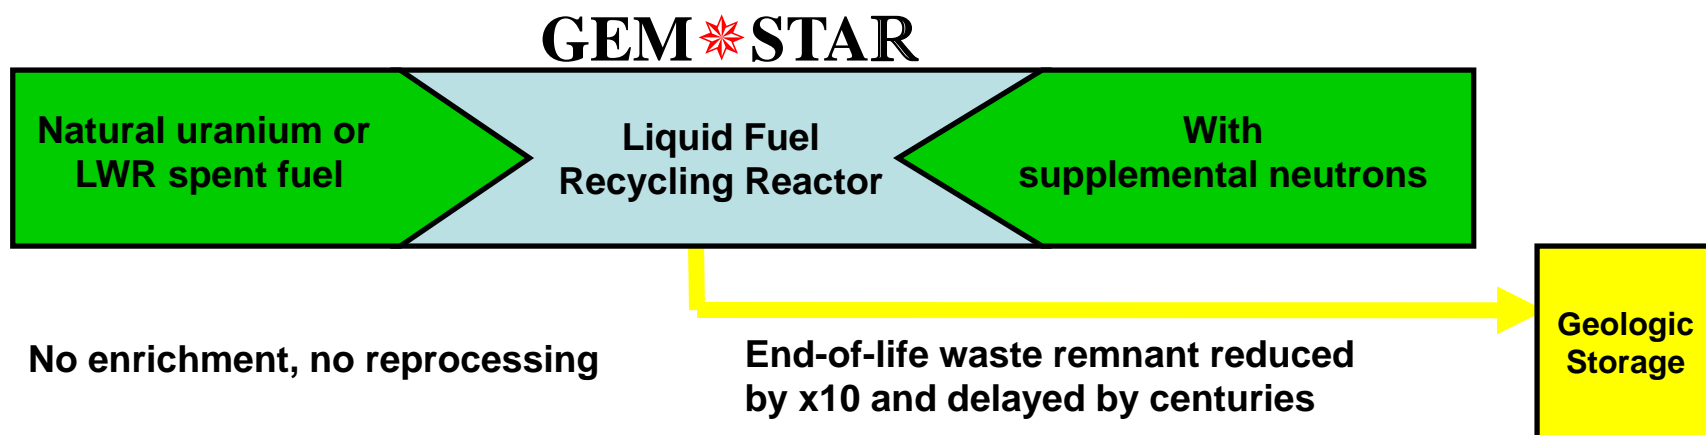 GEM✵STAR
Natural uranium or
LWR spent fuel
Liquid Fuel
Recycling Reactor
With
supplemental neutrons
No enrichment, no reprocessing
End-of-life waste remnant reduced
by x10 and delayed by centuries
Geologic
Storage